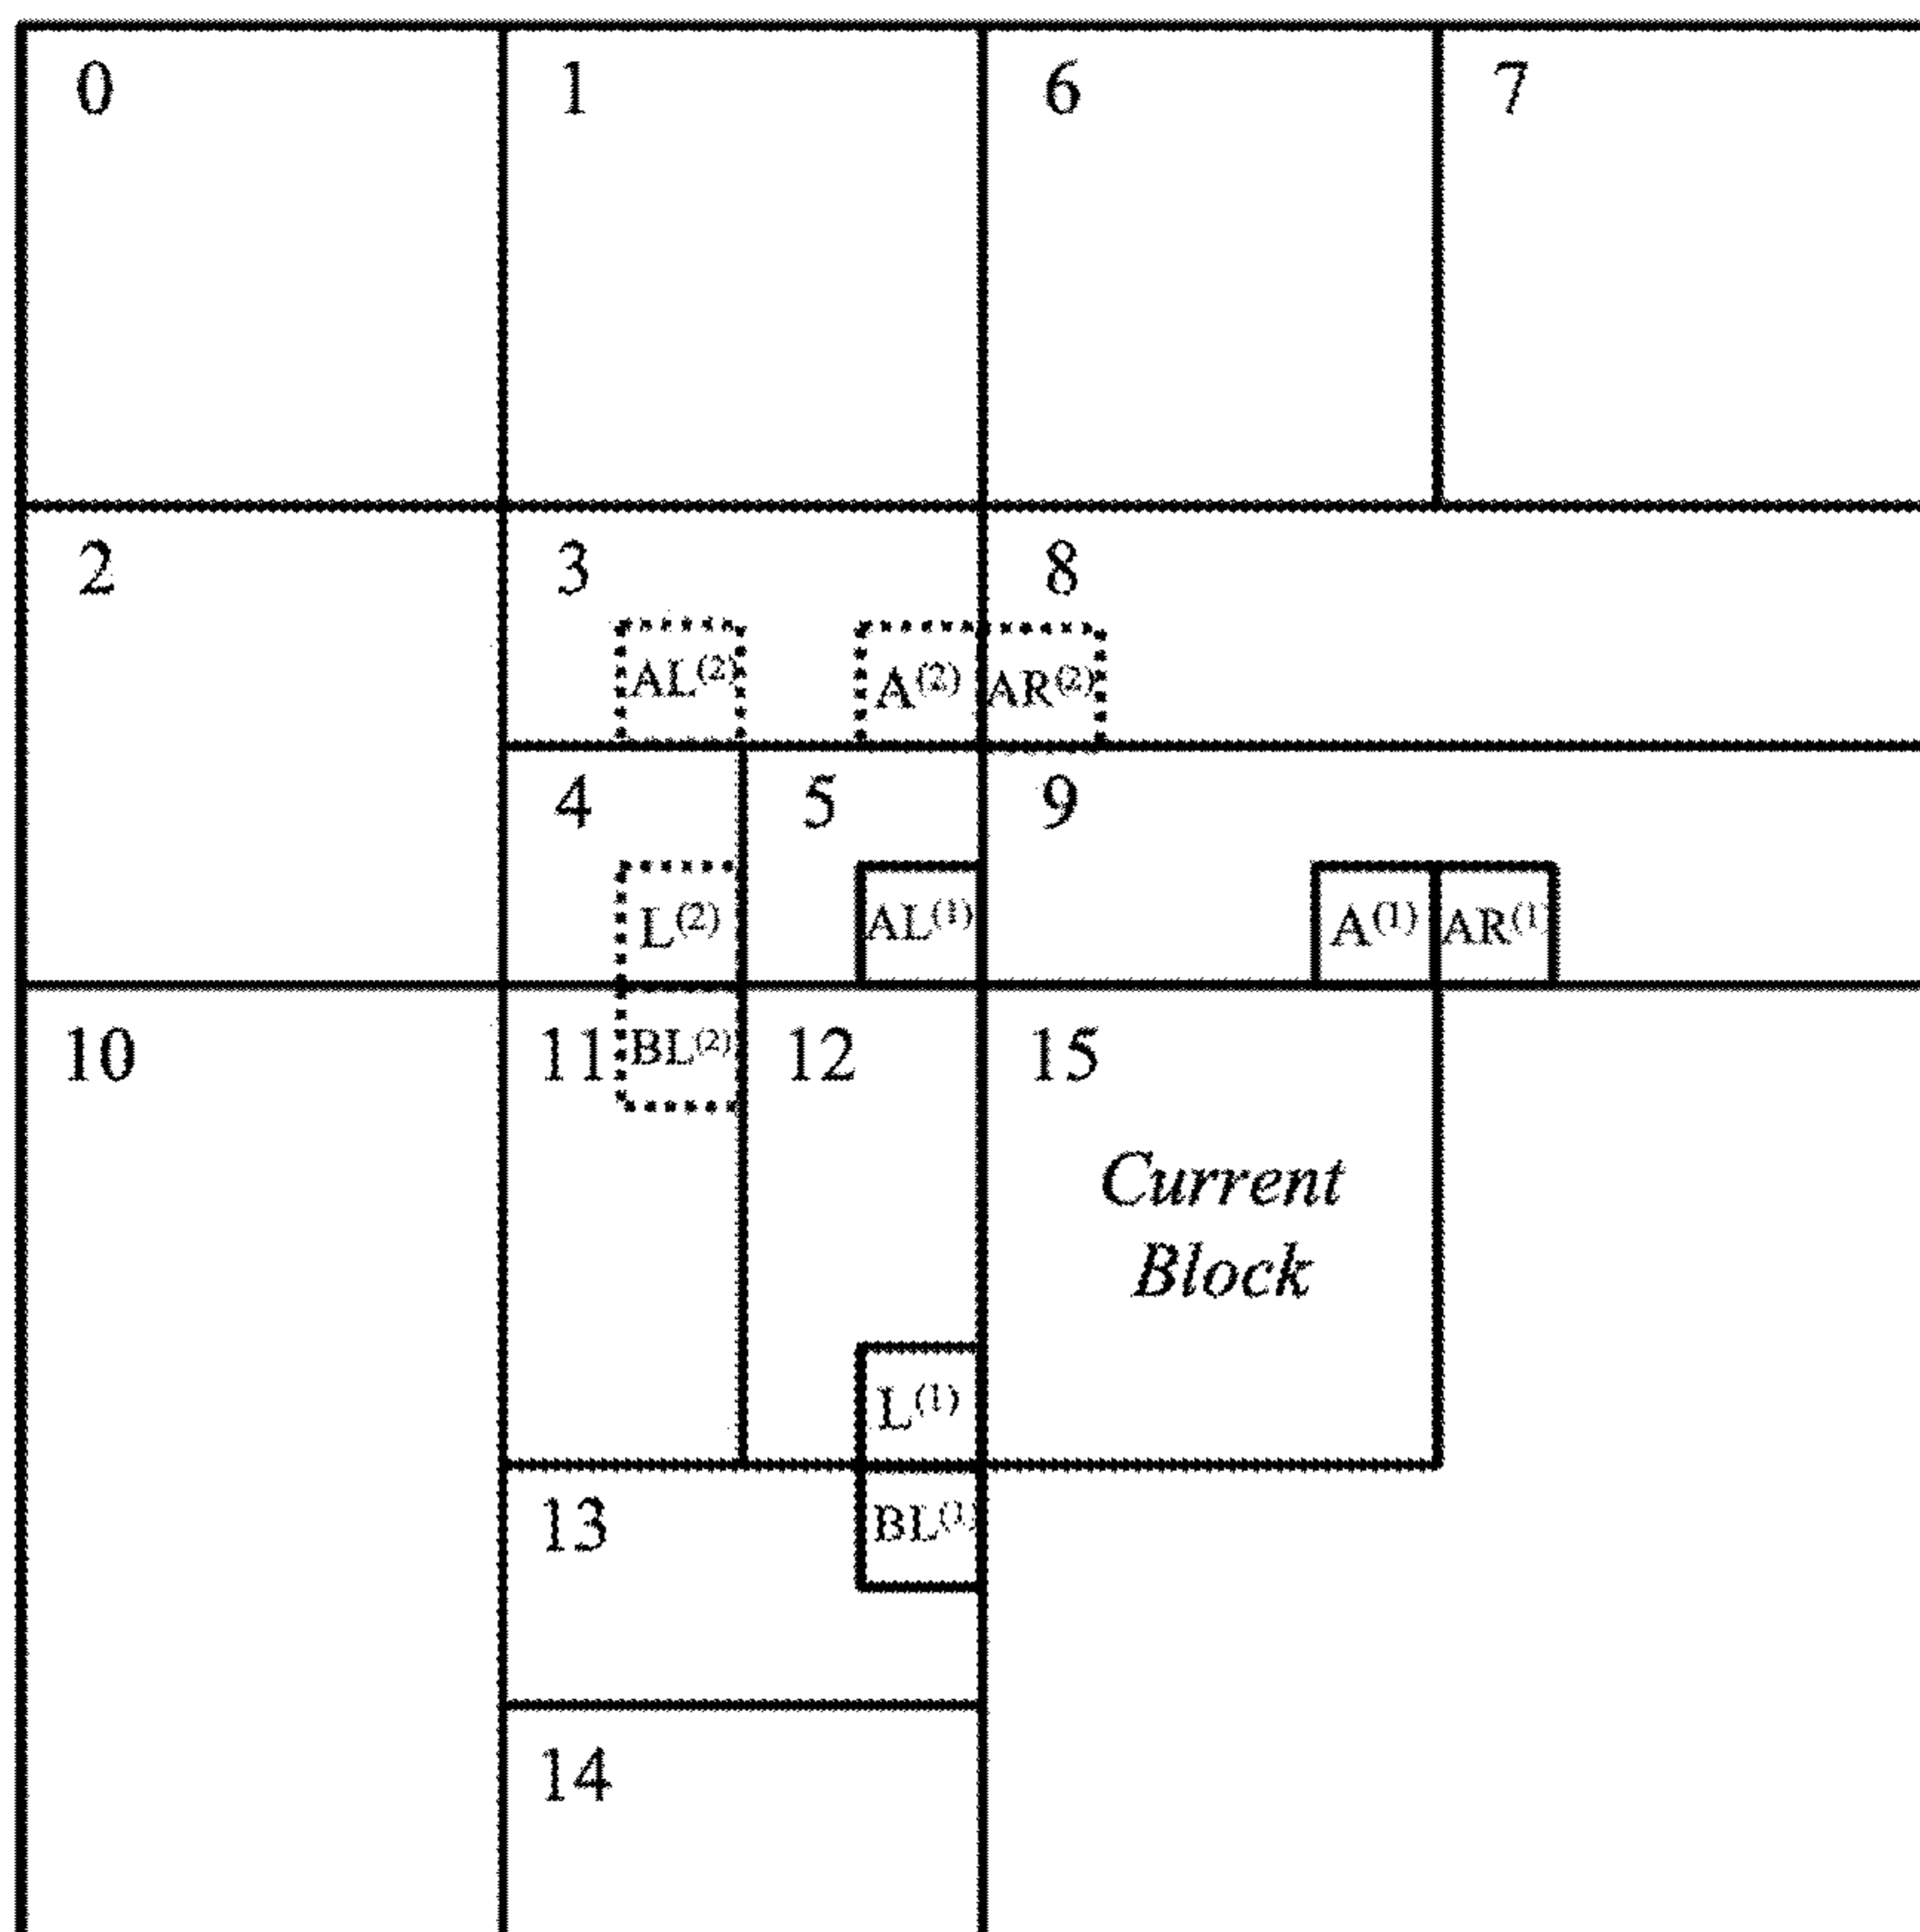 0 1 6 7
2 3 8
AL⁽²⁾ A⁽²⁾ AR⁽²⁾
4 5 9
L⁽²⁾ AL⁽¹⁾ A⁽¹⁾ AR⁽¹⁾
10 11 BL⁽²⁾ 12 15
Current
Block
L⁽¹⁾
13 BL⁽¹⁾
14